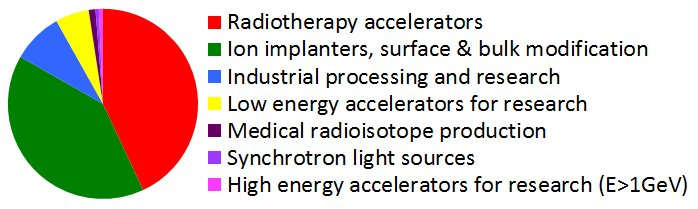 Radiotherapy accelerators
Ion implanters, surface & bulk modification
Industrial processing and research
Low energy accelerators for research
Medical radioisotope production
Synchrotron light sources
High energy accelerators for research (E>1GeV)